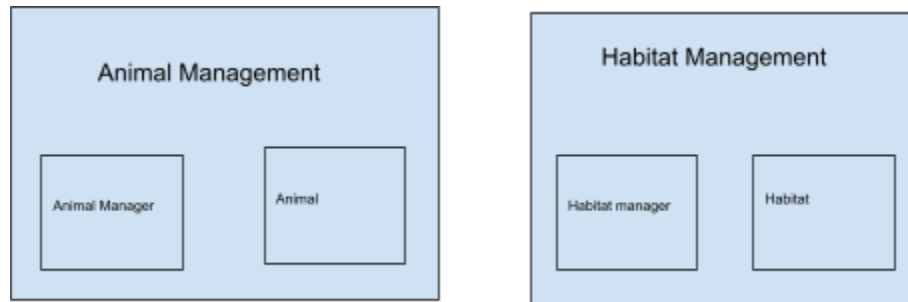 Animal Management
Habitat Management
Animal Manager
Animal
Habitat manager
Habitat